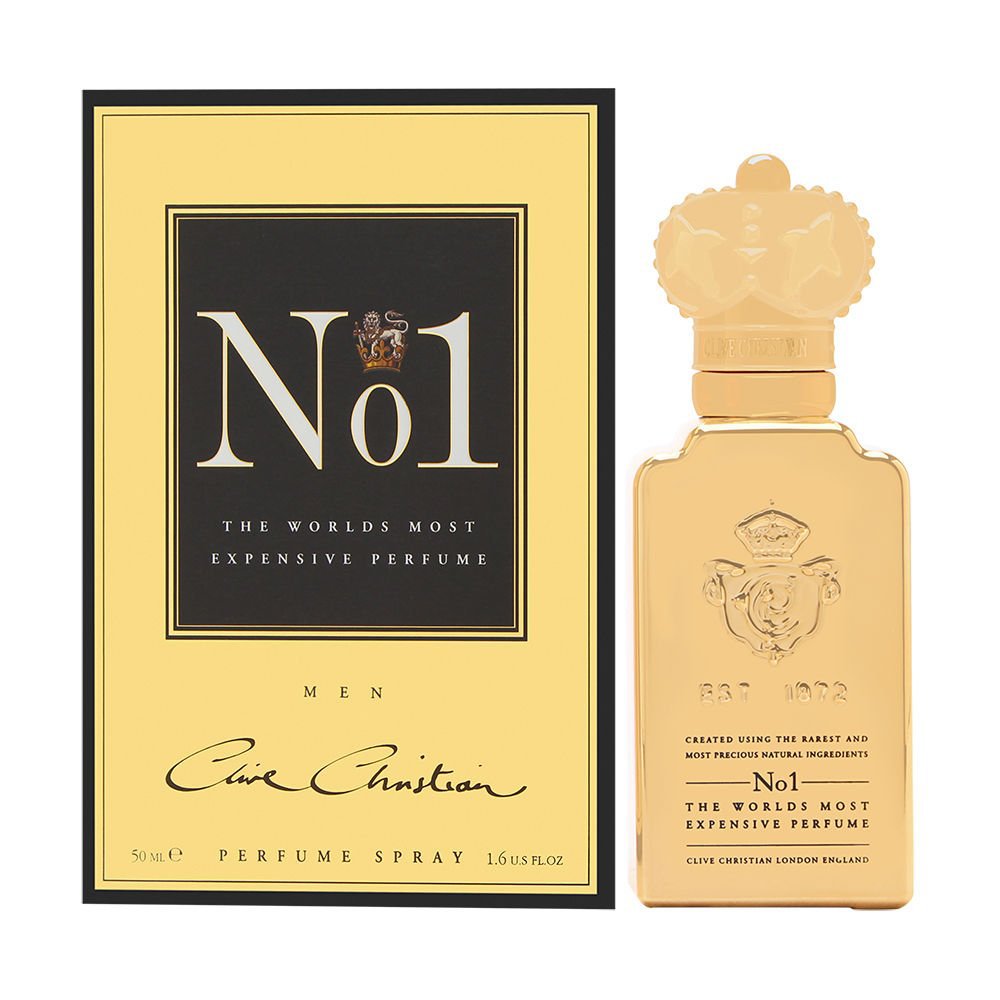 No1
THE WORLDS MOST
EXPENSIVE PERFUME
MEN
Clive Christian
50 ML e PERFUME SPRAY 1.6 U.S FL.OZ
CLIVE CHRISTIAN
EST 1872
CREATED USING THE RAREST AND
MOST PRECIOUS NATURAL INGREDIENTS
No1
THE WORLDS MOST
EXPENSIVE PERFUME
CLIVE CHRISTIAN LONDON ENGLAND